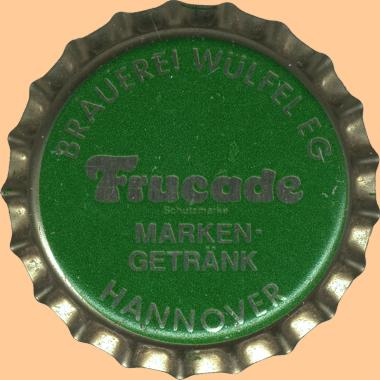 BRAUEREI WÜLFEL EG
Frucade
Schutzmarke
MARKEN-
GETRÄNK
HANNOVER